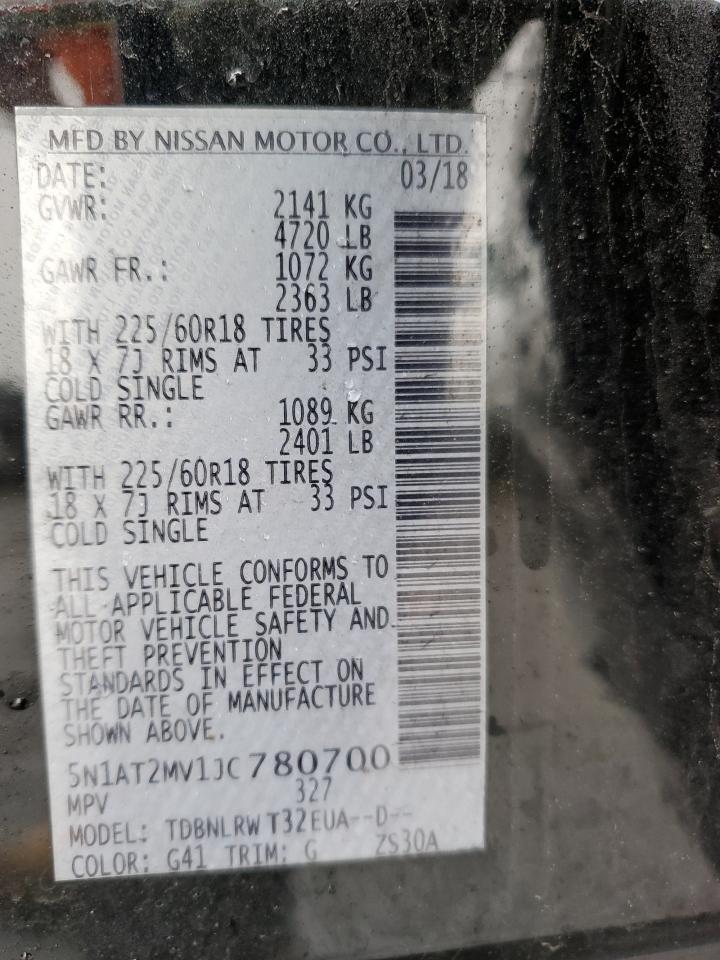 MFD BY NISSAN MOTOR CO., LTD.
DATE: 03/18
GVWR: 2141 KG
4720 LB
GAWR FR.: 1072 KG
2363 LB
WITH 225/60R18 TIRES
18 X 7J RIMS AT 33 PSI
COLD SINGLE
GAWR RR.: 1089 KG
2401 LB
WITH 225/60R18 TIRES
18 X 7J RIMS AT 33 PSI
COLD SINGLE
THIS VEHICLE CONFORMS TO
ALL APPLICABLE FEDERAL
MOTOR VEHICLE SAFETY AND
THEFT PREVENTION
STANDARDS IN EFFECT ON
THE DATE OF MANUFACTURE
SHOWN ABOVE.
5N1AT2MV1JC780700
MPV 327
MODEL: TDBNLRW T32EUA--D--
COLOR: G41 TRIM: G ZS30A